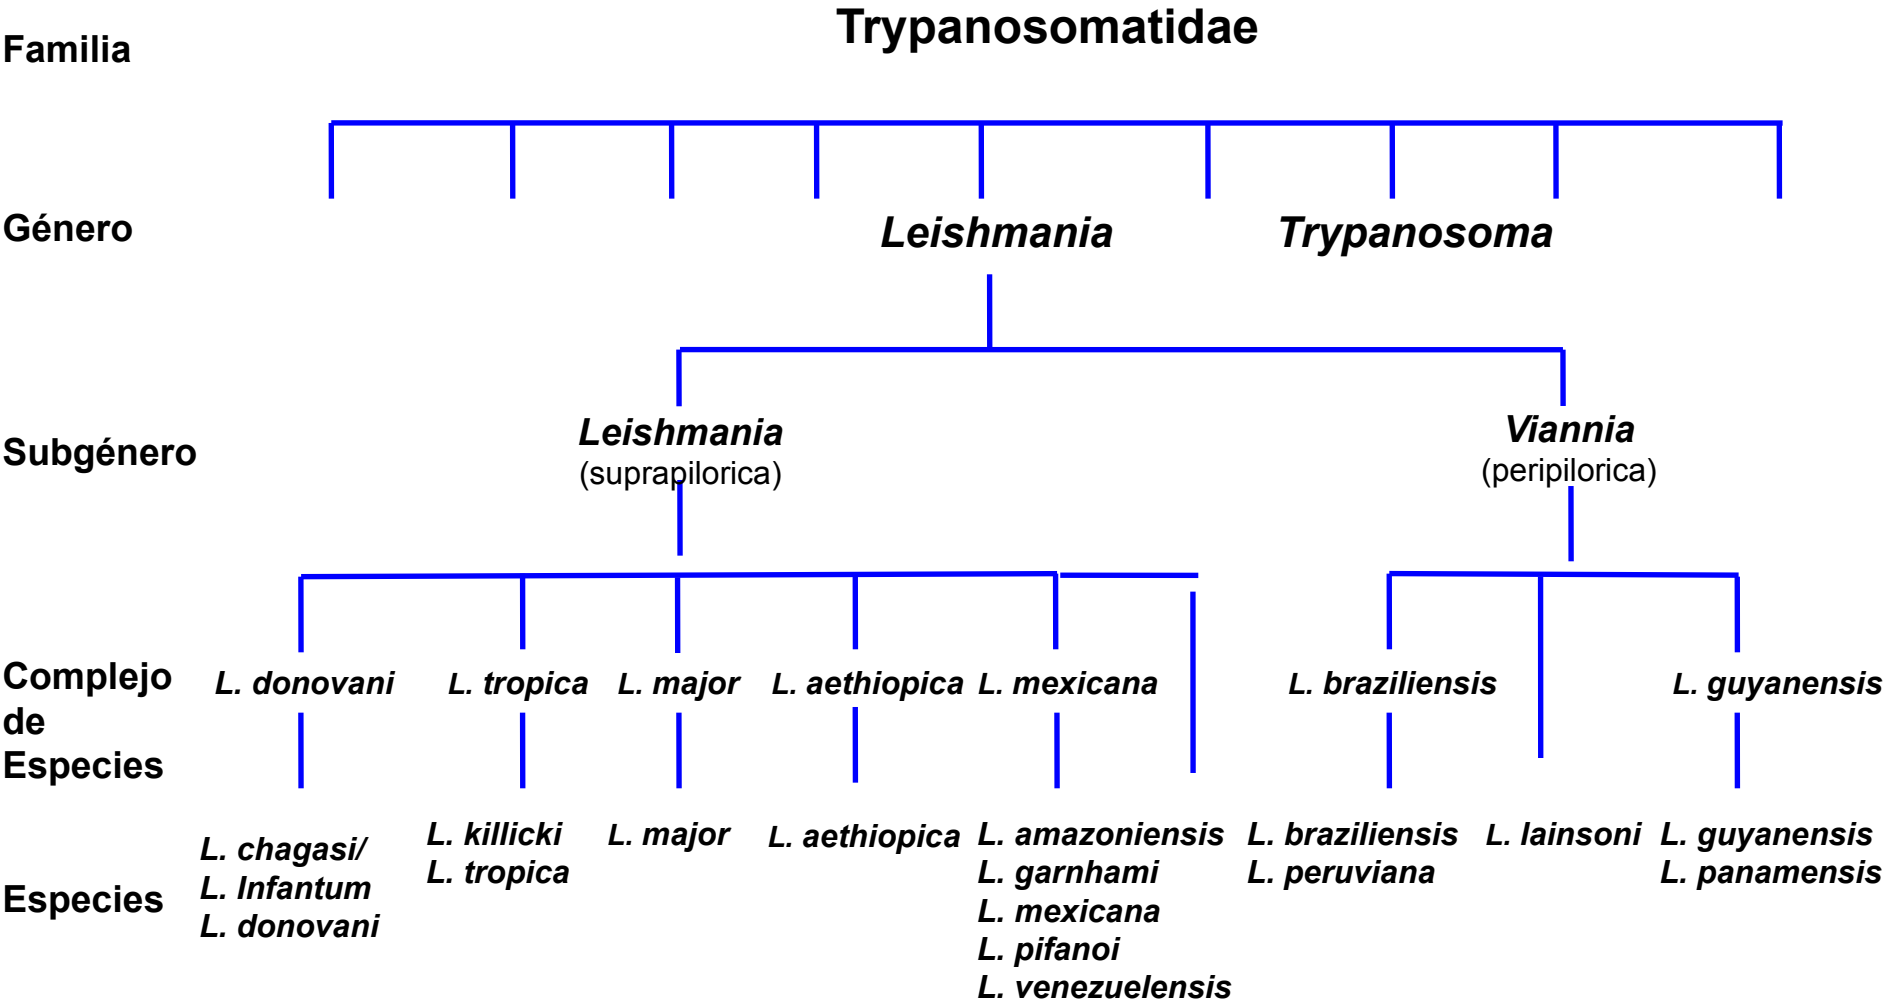 Trypanosomatidae
Familia
Género
Leishmania
Trypanosoma
Subgénero
Leishmania
(suprapilorica)
Viannia
(peripilorica)
Complejo
de
Especies
L. donovani
L. tropica
L. major
L. aethiopica
L. mexicana
L. braziliensis
L. guyanensis
Especies
L. chagasi/
L. Infantum
L. donovani
L. killicki
L. tropica
L. major
L. aethiopica
L. amazoniensis
L. garnhami
L. mexicana
L. pifanoi
L. venezuelensis
L. braziliensis
L. peruviana
L. lainsoni
L. guyanensis
L. panamensis